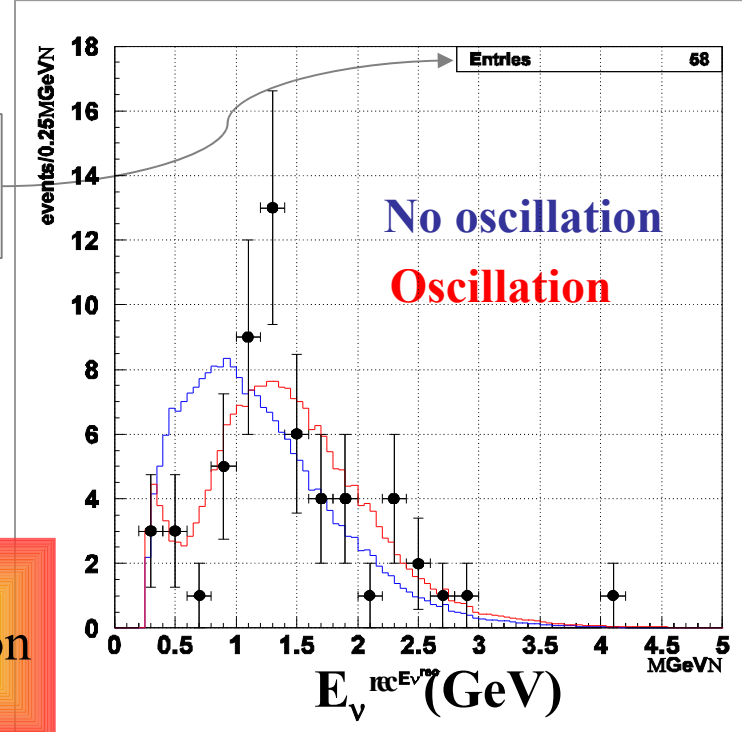 Entries 58
18
16
14
12
10
8
6
4
2
0
events/0.25MGeVN
No oscillation
Oscillation
0 0.5 1 1.5 2 2.5 3 3.5 4 4.5 5
MGeVN
Eν rec Eνrec (GeV)
on